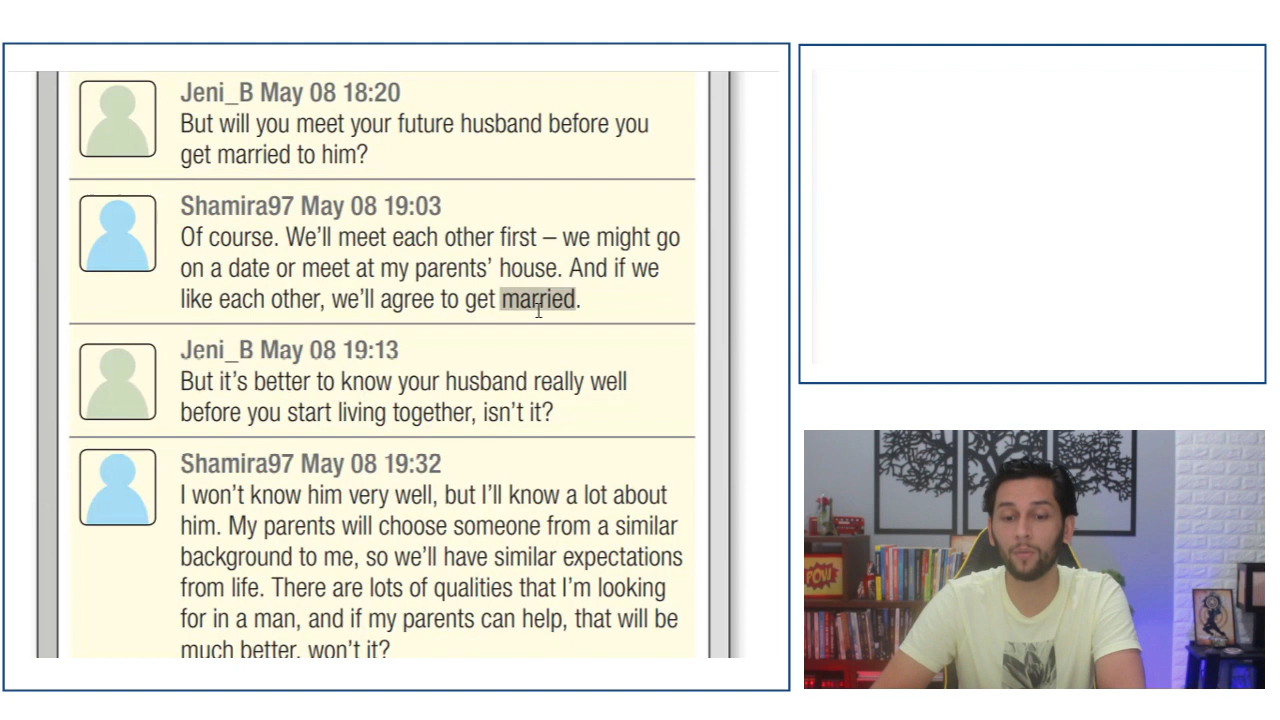 Jeni_B May 08 18:20
But will you meet your future husband before you
get married to him?
Shamira97 May 08 19:03
Of course. We'll meet each other first – we might go
on a date or meet at my parents' house. And if we
like each other, we'll agree to get married.
Jeni_B May 08 19:13
But it's better to know your husband really well
before you start living together, isn't it?
Shamira97 May 08 19:32
I won't know him very well, but I'll know a lot about
him. My parents will choose someone from a similar
background to me, so we'll have similar expectations
from life. There are lots of qualities that I'm looking
for in a man, and if my parents can help, that will be
much better, won't it?
POW!